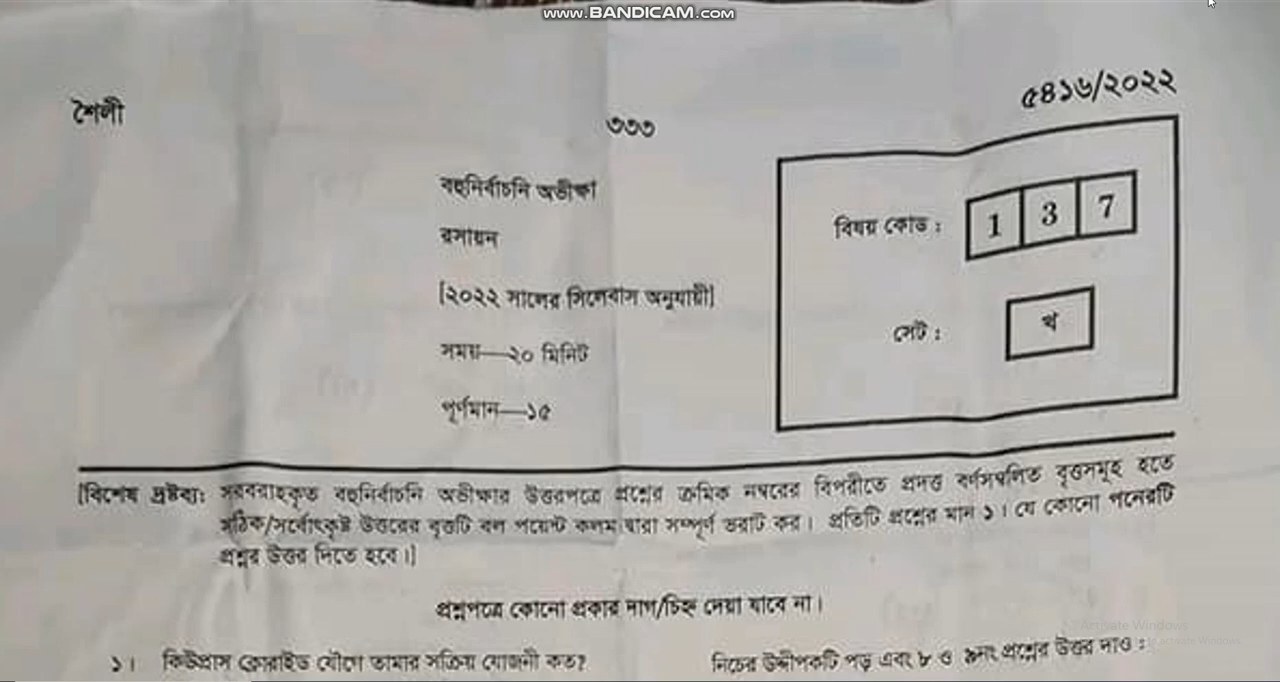 www.BANDICAM.com
৫৪১৬/২০২২
শৈলী
৩৩৩
বহুনির্বাচনি অভীক্ষা
রসায়ন
[২০২২ সালের সিলেবাস অনুযায়ী]
সময়—২০ মিনিট
পূর্ণমান—১৫
বিষয় কোড : 1 3 7
সেট : খ
[বিশেষ দ্রষ্টব্য: সরবরাহকৃত বহুনির্বাচনি অভীক্ষার উত্তরপত্রে প্রশ্নের ক্রমিক নম্বরের বিপরীতে প্রদত্ত বর্ণসম্বলিত বৃত্তসমূহ হতে
সঠিক/সর্বোৎকৃষ্ট উত্তরের বৃত্তটি বল পয়েন্ট কলম দ্বারা সম্পূর্ণ ভরাট কর। প্রতিটি প্রশ্নের মান ১। যে কোনো পনেরটি
প্রশ্নর উত্তর দিতে হবে।]
প্রশ্নপত্রে কোনো প্রকার দাগ/চিহ্ন দেয়া যাবে না।
১। কিউপ্রাস ক্লোরাইড যৌগে তামার সক্রিয় যোজনী কত?
নিচের উদ্দীপকটি পড় এবং ৮ ও ৯নং প্রশ্নের উত্তর দাও :
Activate Windows